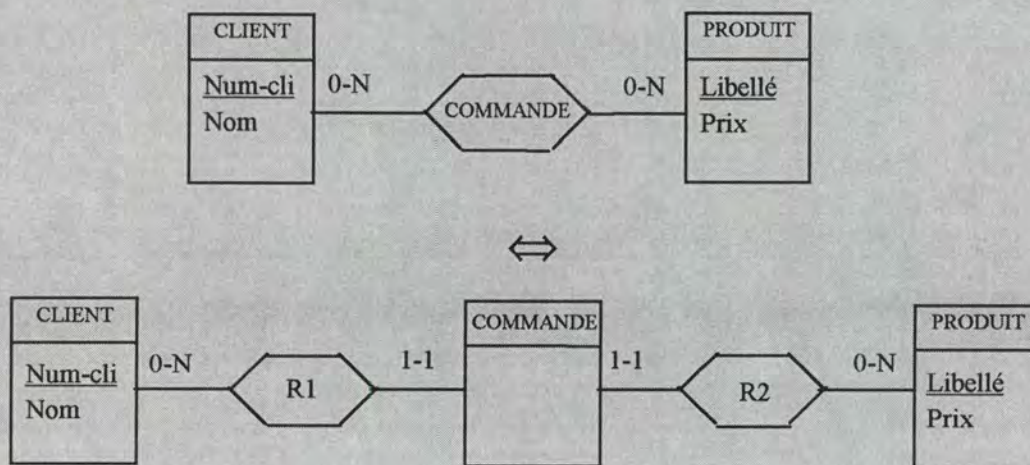 CLIENT
PRODUIT
Num-cli
Nom
0-N
COMMANDE
0-N
Libellé
Prix
⇔
CLIENT
COMMANDE
PRODUIT
Num-cli
Nom
0-N
R1
1-1
1-1
R2
0-N
Libellé
Prix